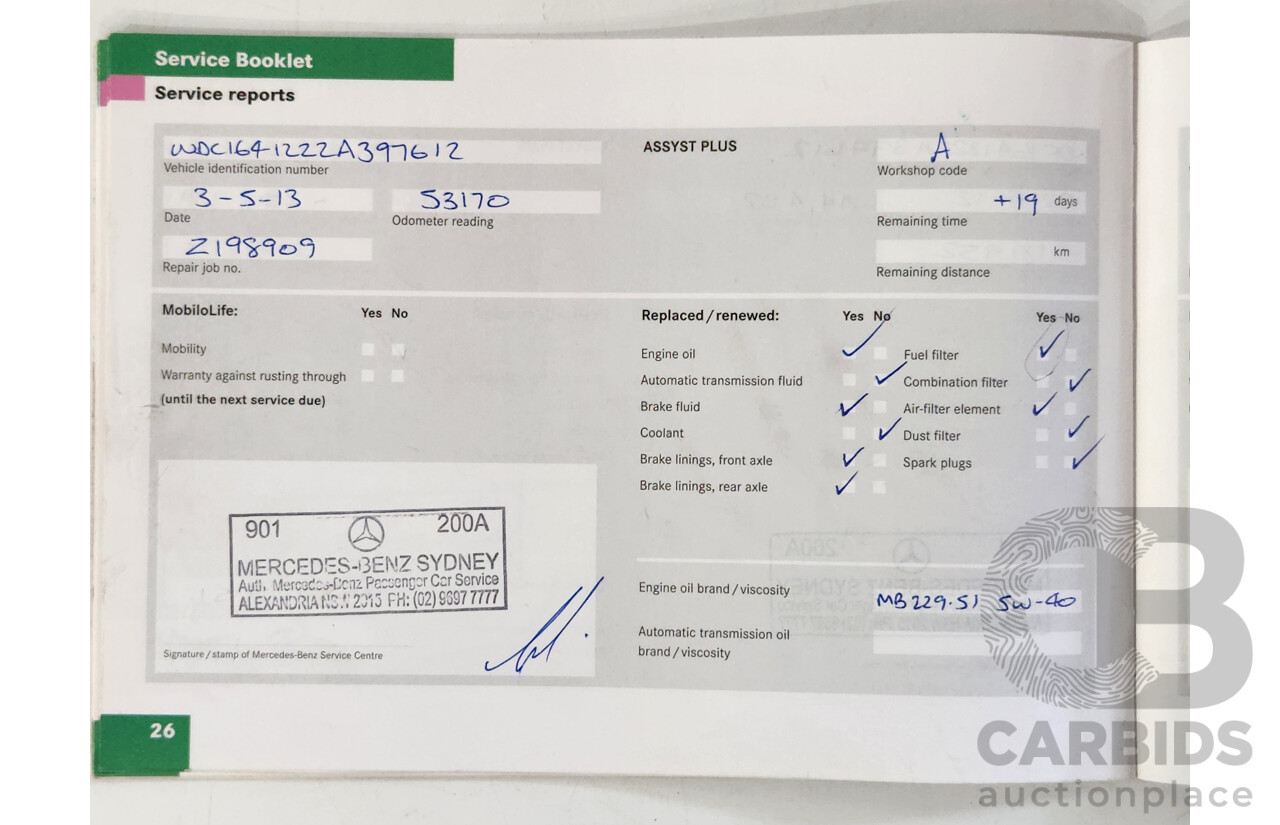 Service Booklet
Service reports
WDC1641222A397612
Vehicle identification number
3-5-13
Date
53170
Odometer reading
Z198909
Repair job no.
ASSYST PLUS
A
Workshop code
+19 days
Remaining time
km
Remaining distance
MobiloLife: Yes No
Mobility
Warranty against rusting through
(until the next service due)
Replaced/renewed: Yes No Yes No
Engine oil ✓ Fuel filter ✓
Automatic transmission fluid ✓ Combination filter ✓
Brake fluid ✓ Air-filter element ✓
Coolant ✓ Dust filter ✓
Brake linings, front axle ✓ Spark plugs ✓
Brake linings, rear axle ✓
901 200A
MERCEDES-BENZ SYDNEY
Auth. Mercedes-Benz Passenger Car Service
ALEXANDRIA NSW 2015 PH: (02) 9697 7777
Signature/stamp of Mercedes-Benz Service Centre
Engine oil brand/viscosity
MB229.51 5W-40
Automatic transmission oil
brand/viscosity
26
CARBIDS
auctionplace